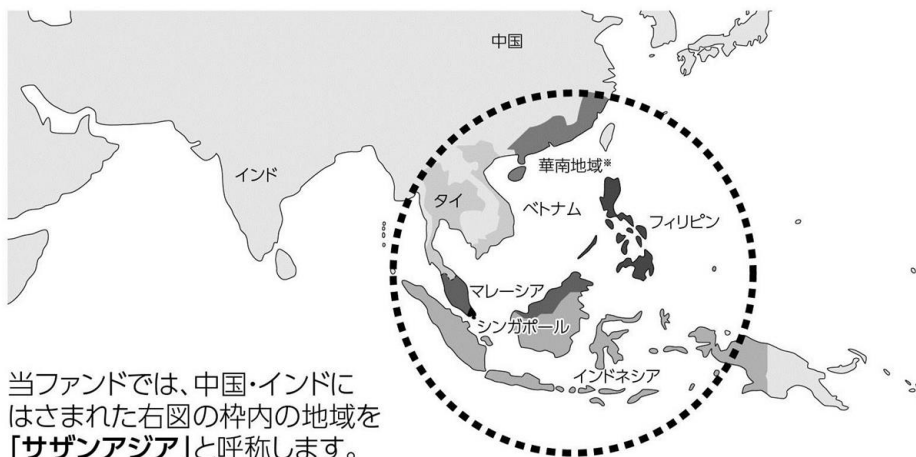 中国
インド
華南地域※
タイ
ベトナム
フィリピン
マレーシア
シンガポール
インドネシア
当ファンドでは、中国・インドに
はさまれた右図の枠内の地域を
「サザンアジア」と呼称します。